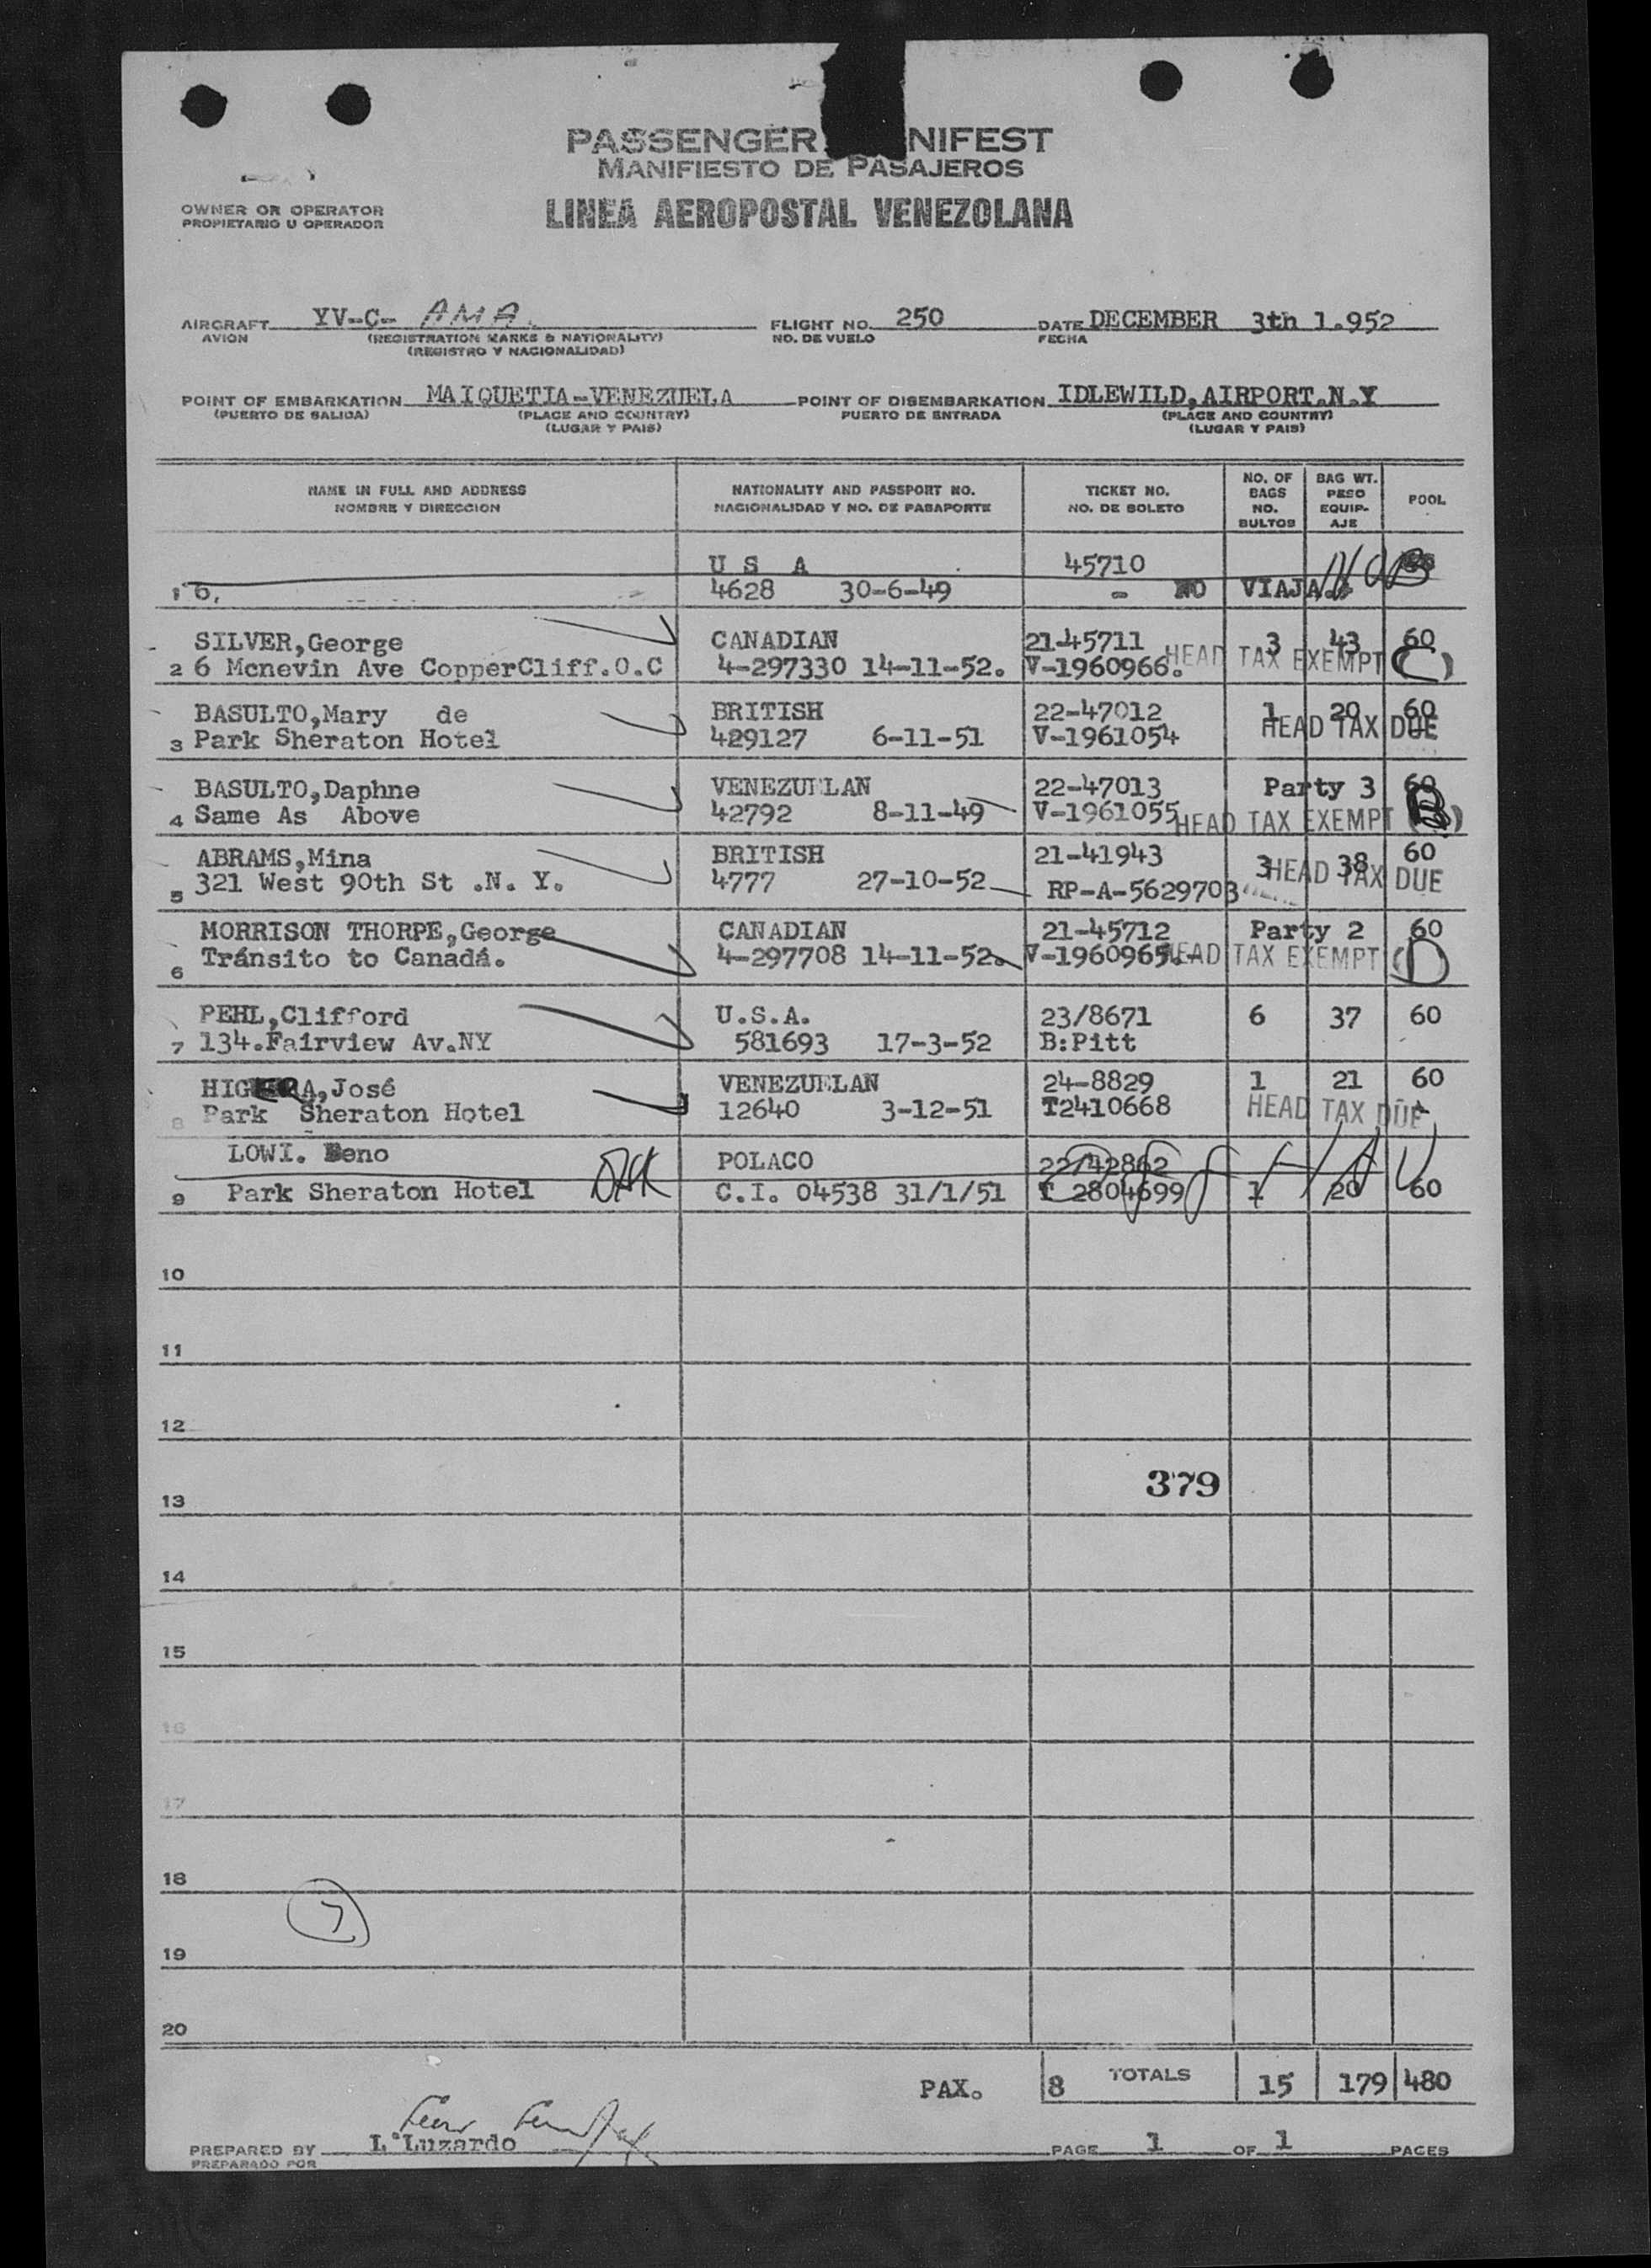 PASSENGER NIFEST
MANIFIESTO DE PASAJEROS
OWNER OR OPERATOR
PROPIETARIO U OPERADOR
LINEA AEROPOSTAL VENEZOLANA
AIRCRAFT YV-C- AMA. FLIGHT NO. 250 DATE DECEMBER 3th 1.952
AVION (REGISTRATION MARKS & NATIONALITY) NO. DE VUELO FECHA
(REGISTRO Y NACIONALIDAD)
POINT OF EMBARKATION MAIQUETIA-VENEZUELA POINT OF DISEMBARKATION IDLEWILD,AIRPORT.N.Y
(PUERTO DE SALIDA) (PLACE AND COUNTRY) PUERTO DE ENTRADA (PLACE AND COUNTRY)
(LUGAR Y PAIS) (LUGAR Y PAIS)
NAME IN FULL AND ADDRESS NATIONALITY AND PASSPORT NO. TICKET NO. NO. OF BAGS BAG WT. POOL
NOMBRE Y DIRECCION NACIONALIDAD Y NO. DE PASAPORTE NO. DE BOLETO NO. BULTOS PESO EQUIP-AJE
U S A 45710
1 4628 30-6-49 - NO VIAJA
SILVER,George CANADIAN 21-45711 3 43 60
2 6 Mcnevin Ave CopperCliff.O.C 4-297330 14-11-52. V-1960966. HEAD TAX EXEMPT (C)
BASULTO,Mary de BRITISH 22-47012 1 20 60
3 Park Sheraton Hotel 429127 6-11-51 V-1961054 HEAD TAX DUE
BASULTO,Daphne VENEZUELAN 22-47013 Party 3 60
4 Same As Above 42792 8-11-49 V-1961055 HEAD TAX EXEMPT (B)
ABRAMS,Mina BRITISH 21-41943 3 38 60
5 321 West 90th St .N. Y. 4777 27-10-52 RP-A-5629703 HEAD TAX DUE
MORRISON THORPE,George CANADIAN 21-45712 Party 2 60
6 Tránsito to Canadá. 4-297708 14-11-52. V-1960965.- HEAD TAX EXEMPT (D)
PEHL,Clifford U.S.A. 23/8671 6 37 60
7 134.Fairview Av.NY 581693 17-3-52 B:Pitt
HIGUERA,José VENEZUELAN 24-8829 1 21 60
8 Park Sheraton Hotel 12640 3-12-51 T2410668 HEAD TAX DUE
LOWI. Beno POLACO 22/42862
9 Park Sheraton Hotel C.I. 04538 31/1/51 T 2804699 1 20 60
10
11
12
379
13
14
15
16
17
18
7
19
20
PAX. 8 TOTALS 15 179 480
PREPARED BY L.Luzardo PAGE 1 OF 1 PAGES
PREPARADO POR